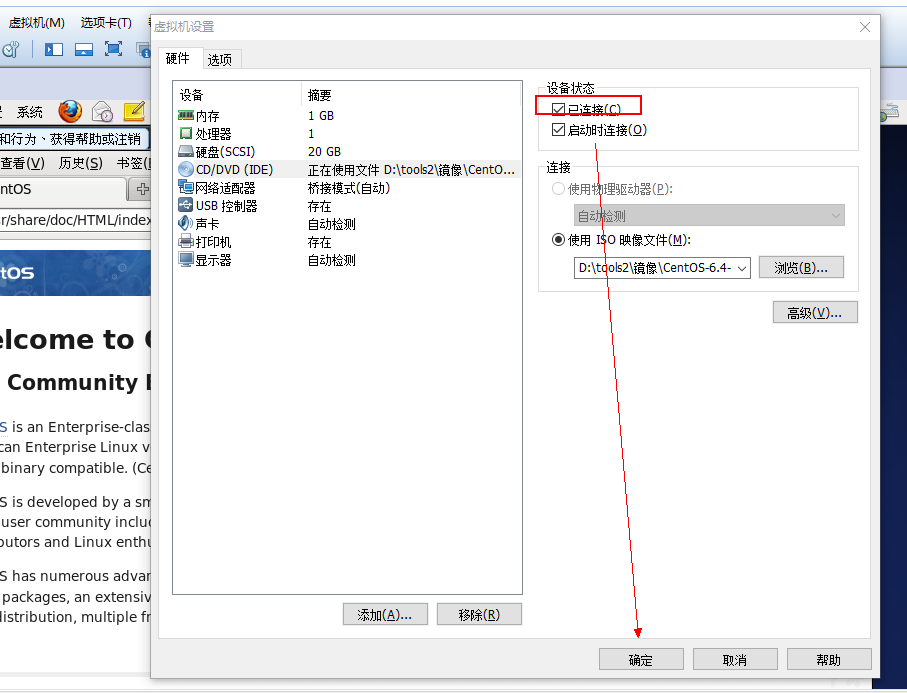 虚拟机(M) 选项卡(T)
虚拟机设置
硬件 选项
设备 摘要
内存 1 GB
处理器 1
硬盘(SCSI) 20 GB
CD/DVD (IDE) 正在使用文件 D:\tools2\镜像\CentO...
网络适配器 桥接模式(自动)
USB 控制器 存在
声卡 自动检测
打印机 存在
显示器 自动检测
添加(A)... 移除(R)
设备状态
已连接(C)
启动时连接(O)
连接
使用物理驱动器(P):
自动检测
使用 ISO 映像文件(M):
D:\tools2\镜像\CentOS-6.4-
浏览(B)...
高级(V)...
确定 取消 帮助
系统
和行为、获得帮助或注销
查看(V) 历史(S) 书签(
ntOS
r/share/doc/HTML/index
tOS
elcome to C
Community E
S is an Enterprise-clas
can Enterprise Linux v
binary compatible. (Ce
S is developed by a sm
user community includ
butors and Linux enthu
S has numerous advan
packages, an extensiv
distribution, multiple fr